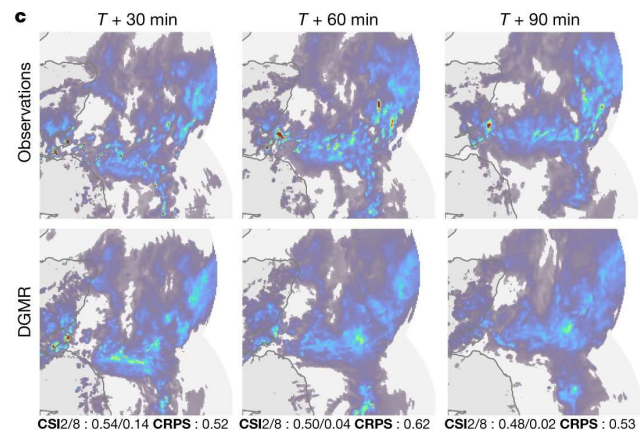 c
T + 30 min T + 60 min T + 90 min
Observations
DGMR
CSI2/8 : 0.54/0.14 CRPS : 0.52 CSI2/8 : 0.50/0.04 CRPS : 0.62 CSI2/8 : 0.48/0.02 CRPS : 0.53